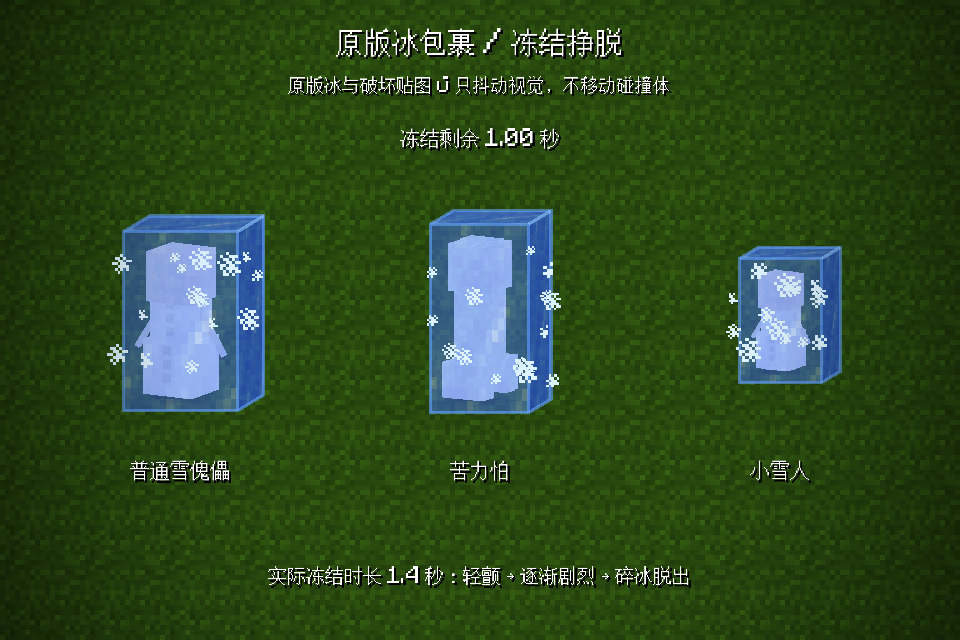 原版冰包裹 / 冻结挣脱
原版冰与破坏贴图 Ù 只抖动视觉，不移动碰撞体
冻结剩余 1.00 秒
普通雪傀儡
苦力怕
小雪人
实际冻结时长 1.4 秒：轻颤 → 逐渐剧烈 → 碎冰脱出